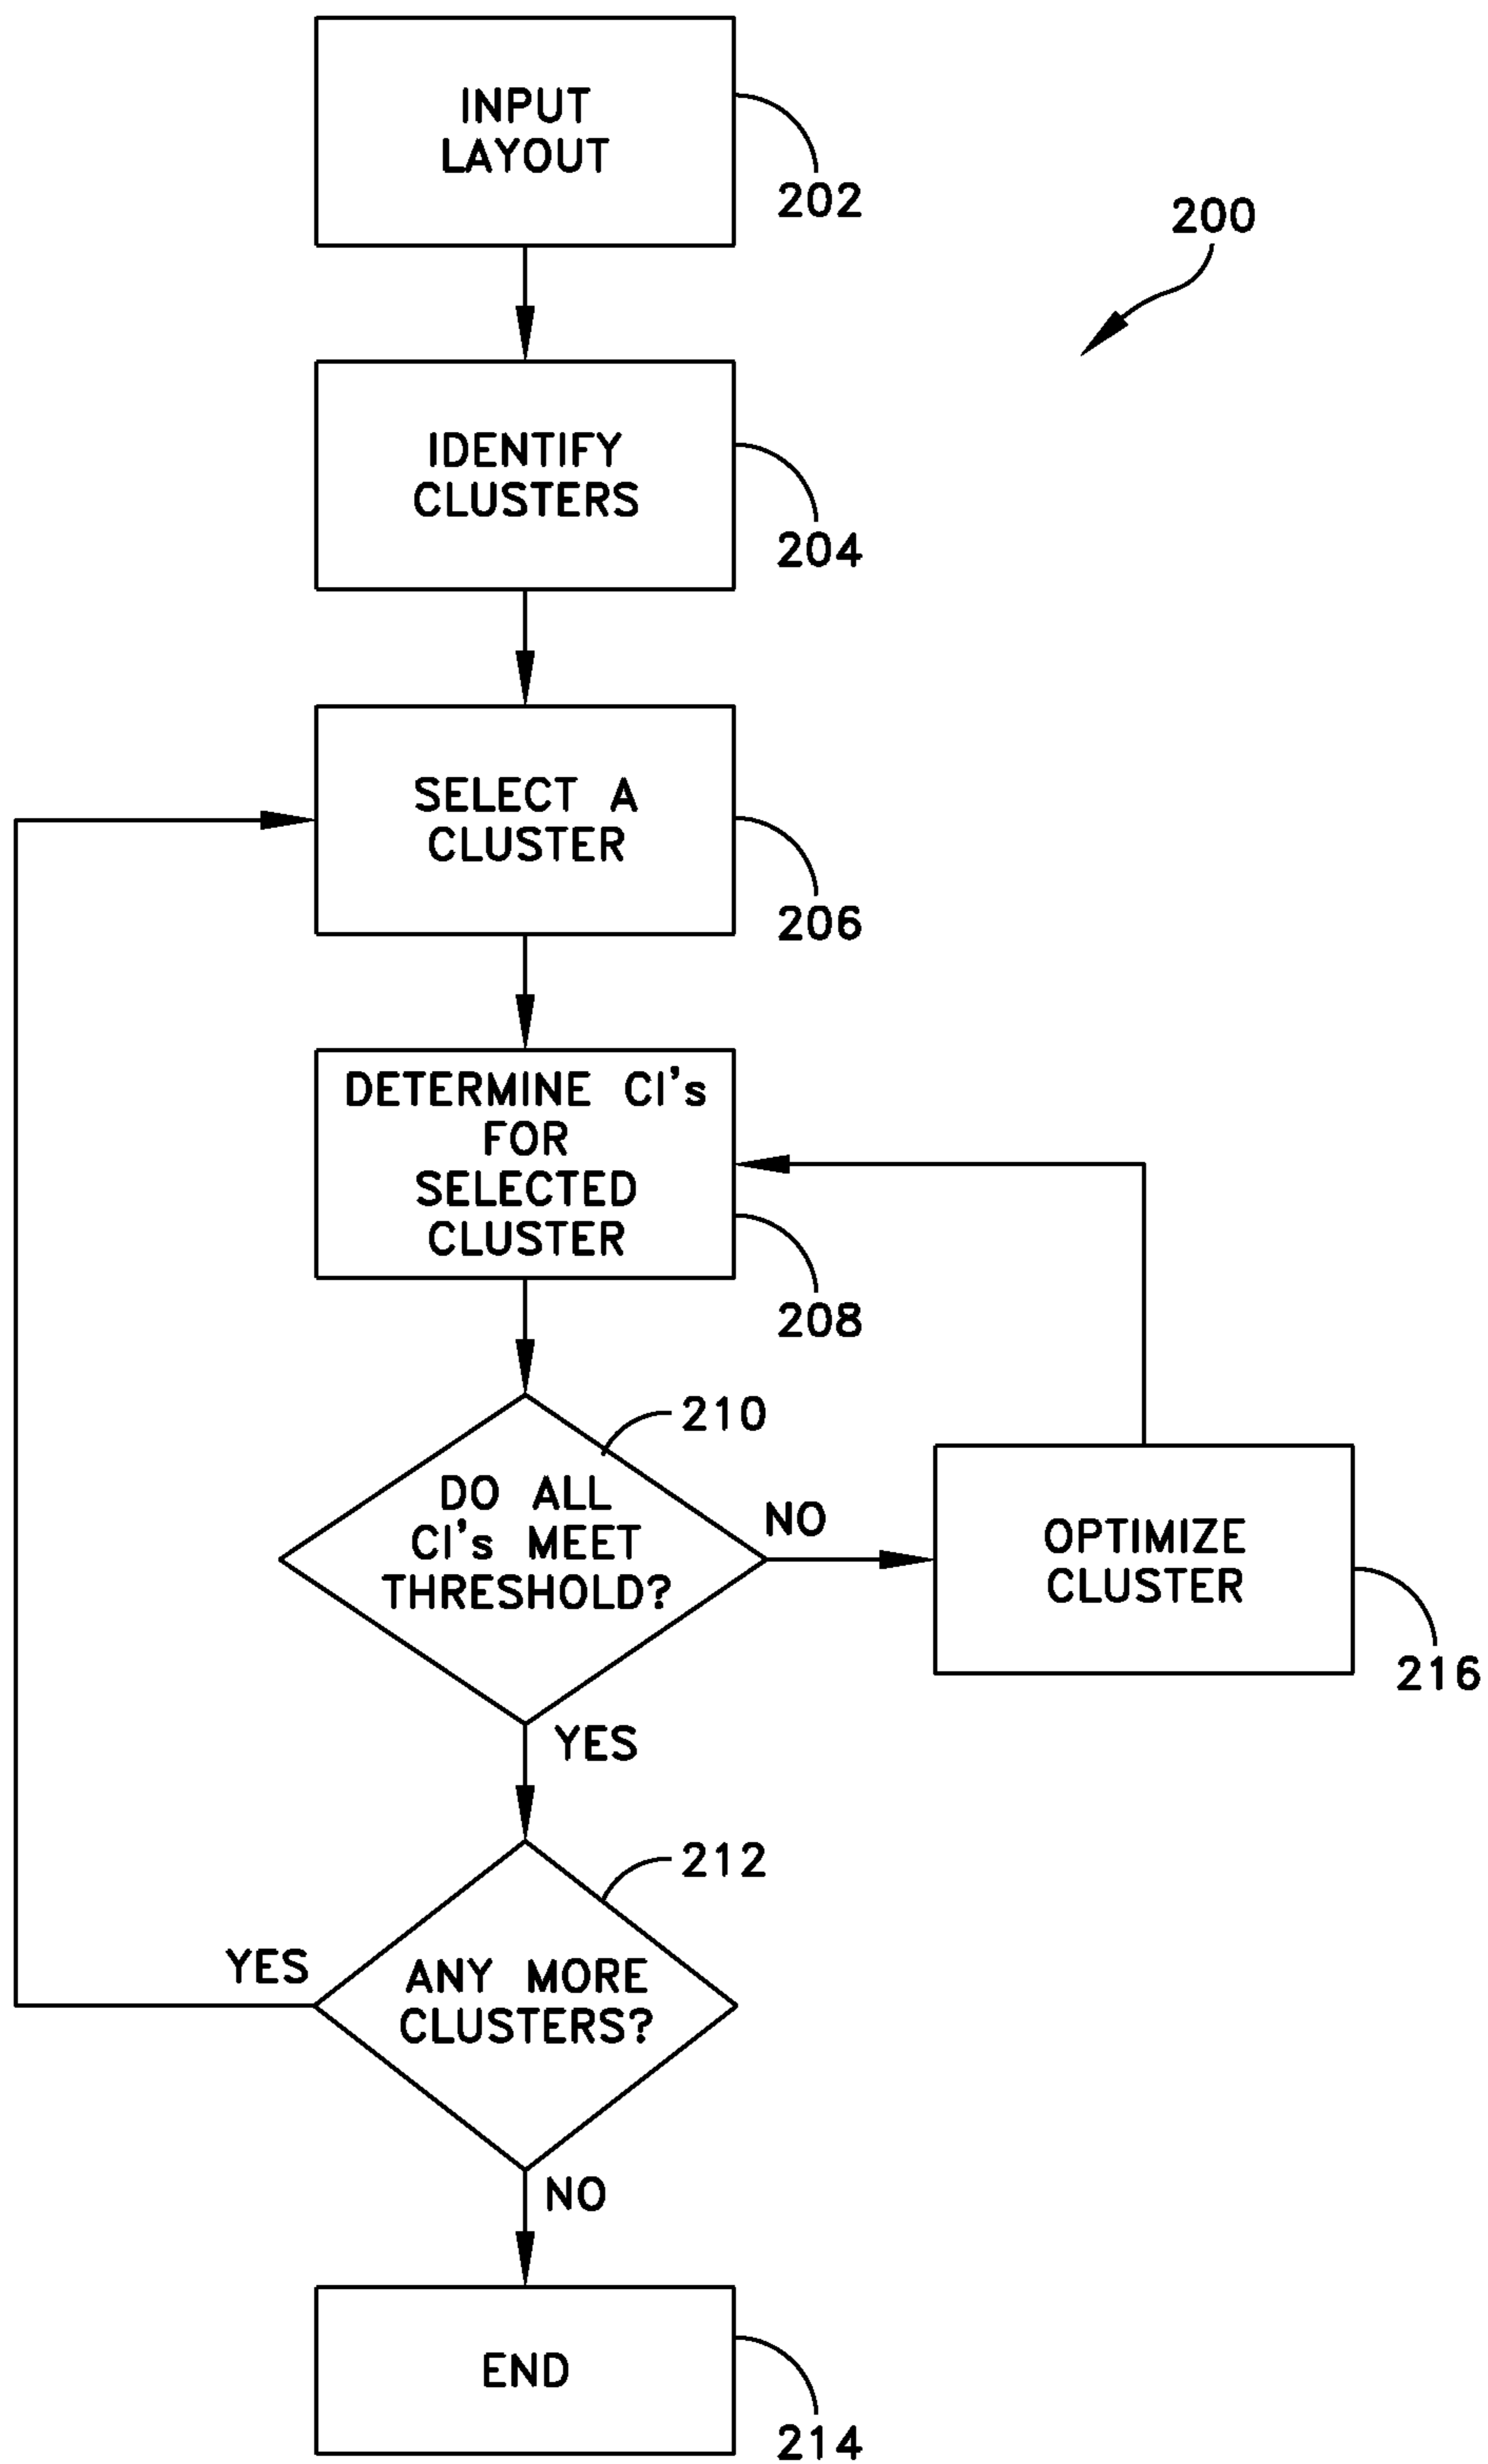 INPUT
LAYOUT
202
200
IDENTIFY
CLUSTERS
204
SELECT A
CLUSTER
206
DETERMINE CI's
FOR
SELECTED
CLUSTER
208
210
DO ALL
CI's MEET
THRESHOLD?
NO
OPTIMIZE
CLUSTER
216
YES
212
YES
ANY MORE
CLUSTERS?
NO
END
214